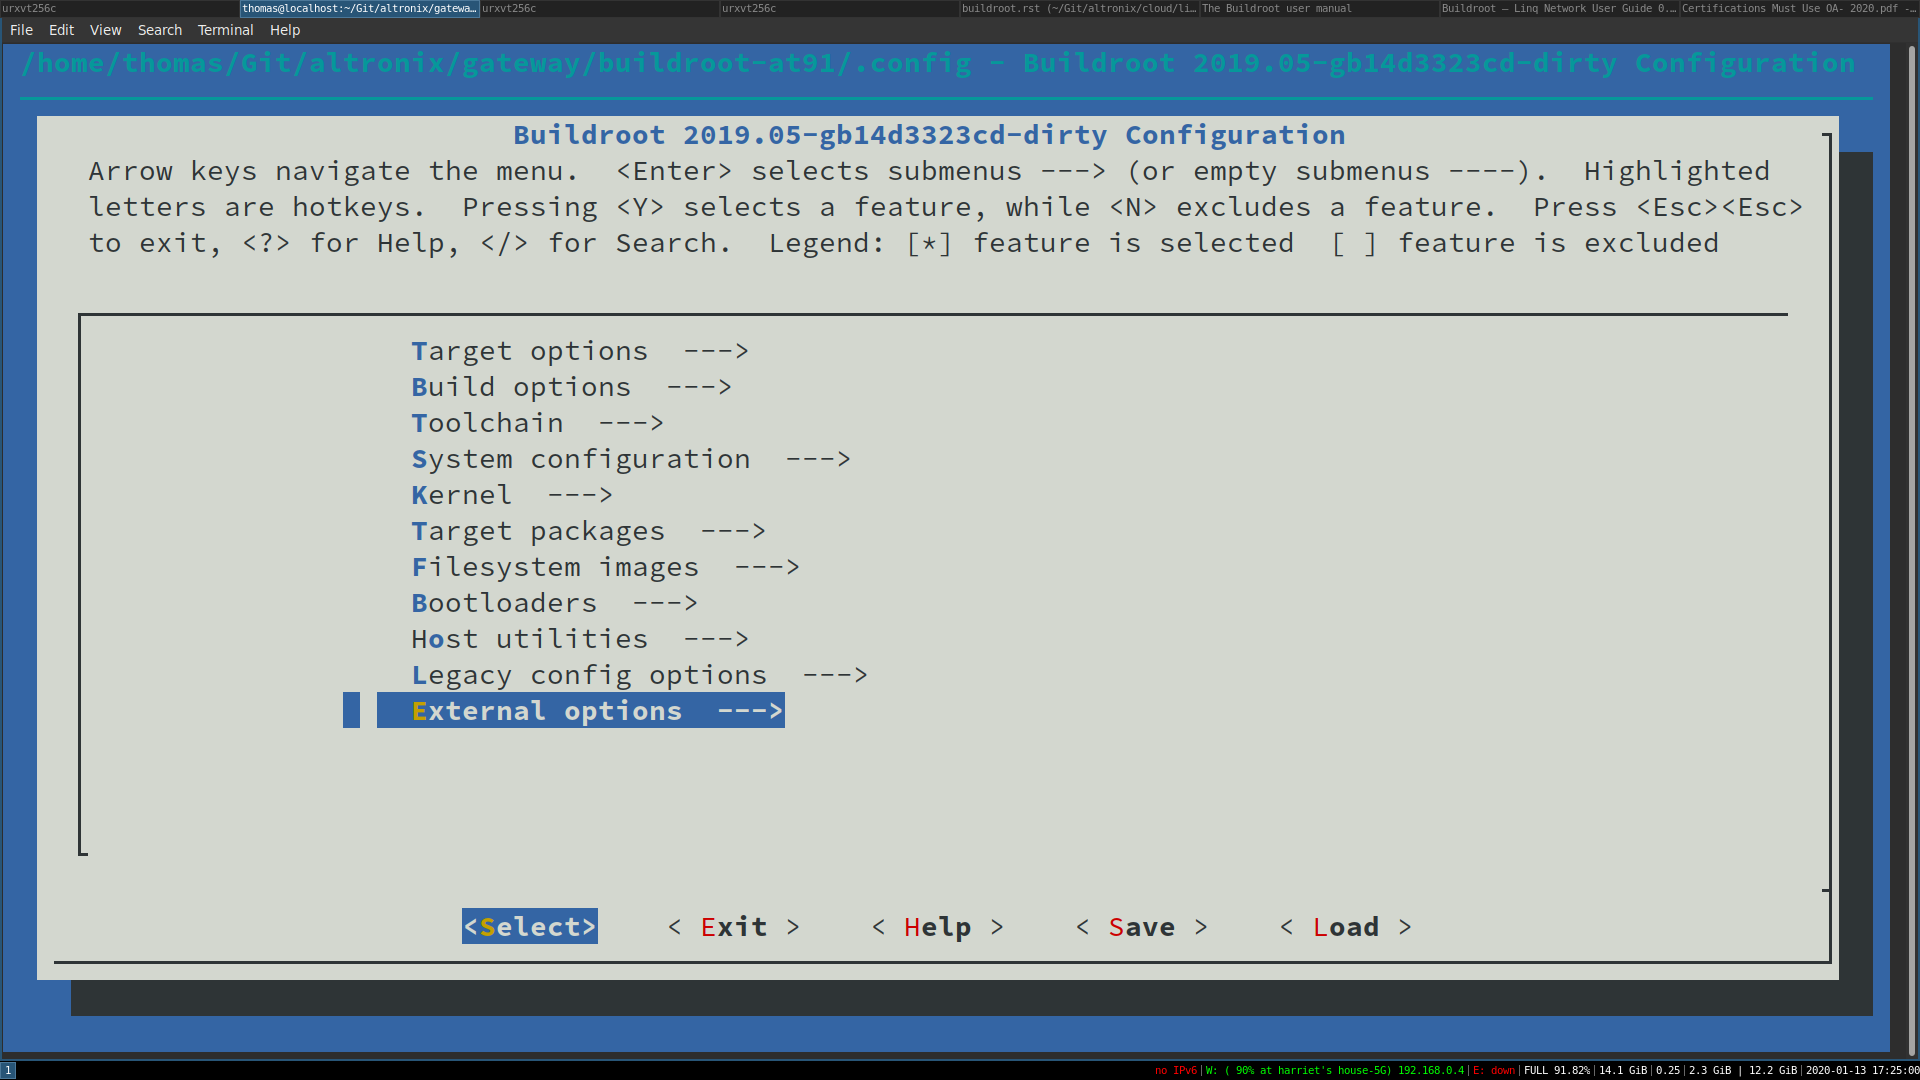 urxvt256c
thomas@localhost:~/Git/altronix/gatewa…
urxvt256c
urxvt256c
buildroot.rst (~/Git/altronix/cloud/li…
The Buildroot user manual
Buildroot — Linq Network User Guide 0.…
Certifications Must Use OA- 2020.pdf -…
File Edit View Search Terminal Help
/home/thomas/Git/altronix/gateway/buildroot-at91/.config - Buildroot 2019.05-gb14d3323cd-dirty Configuration
Buildroot 2019.05-gb14d3323cd-dirty Configuration
Arrow keys navigate the menu.  <Enter> selects submenus ---> (or empty submenus ----).  Highlighted
letters are hotkeys.  Pressing <Y> selects a feature, while <N> excludes a feature.  Press <Esc><Esc>
to exit, <?> for Help, </> for Search.  Legend: [*] feature is selected  [ ] feature is excluded
Target options  --->
Build options  --->
Toolchain  --->
System configuration  --->
Kernel  --->
Target packages  --->
Filesystem images  --->
Bootloaders  --->
Host utilities  --->
Legacy config options  --->
External options  --->
<Select>    < Exit >    < Help >    < Save >    < Load >
1
no IPv6|W: ( 90% at harriet's house-5G) 192.168.0.4|E: down|FULL 91.82%|14.1 GiB|0.25|2.3 GiB | 12.2 GiB|2020-01-13 17:25:00